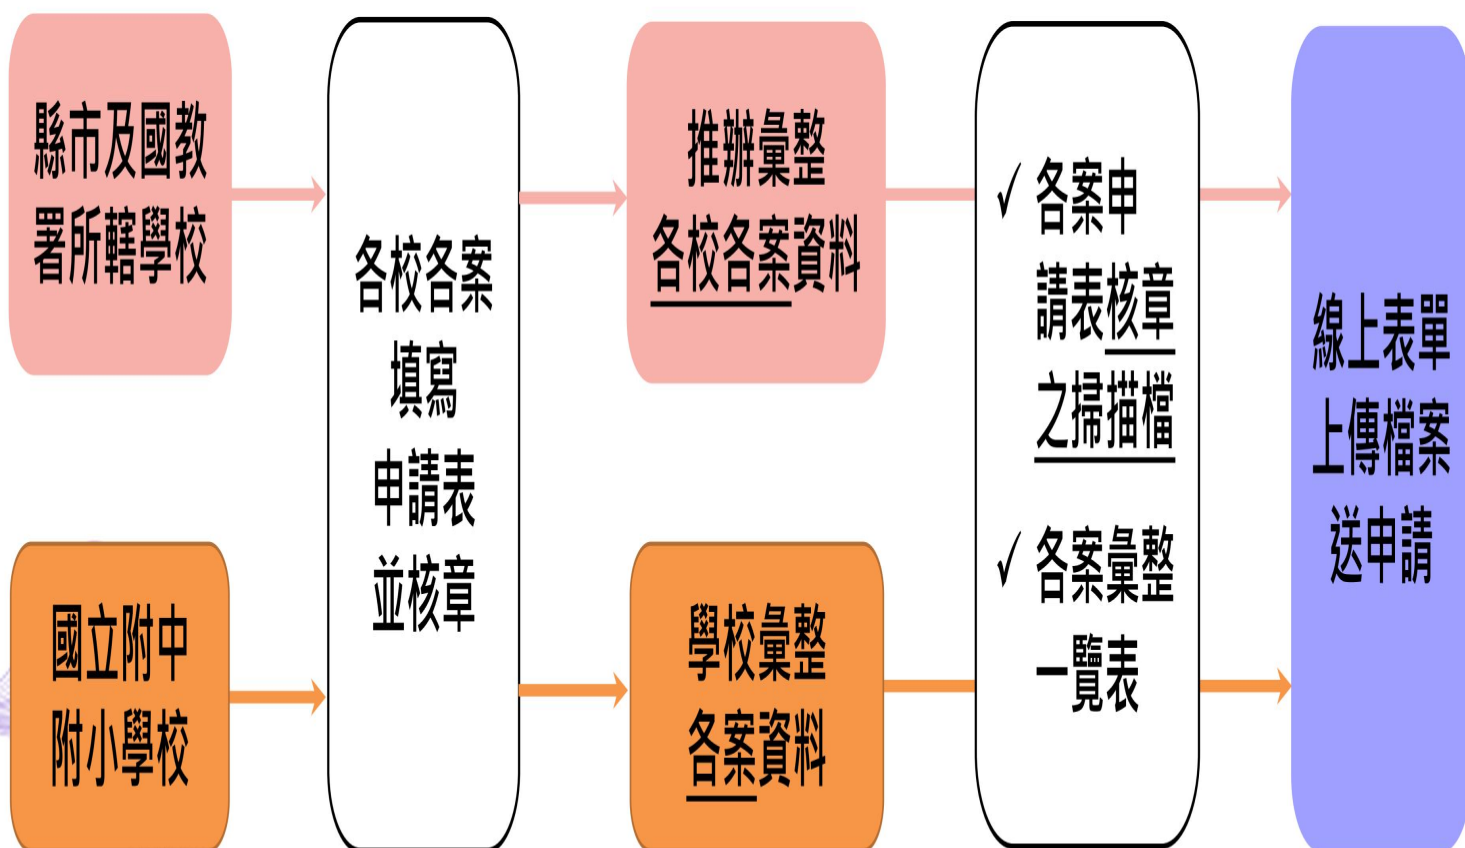 縣市及國教
署所轄學校
國立附中
附小學校
各校各案
填寫
申請表
並核章
推辦彙整
各校各案資料
學校彙整
各案資料
✓ 各案申
請表核章
之掃描檔
✓ 各案彙整
一覽表
線上表單
上傳檔案
送申請